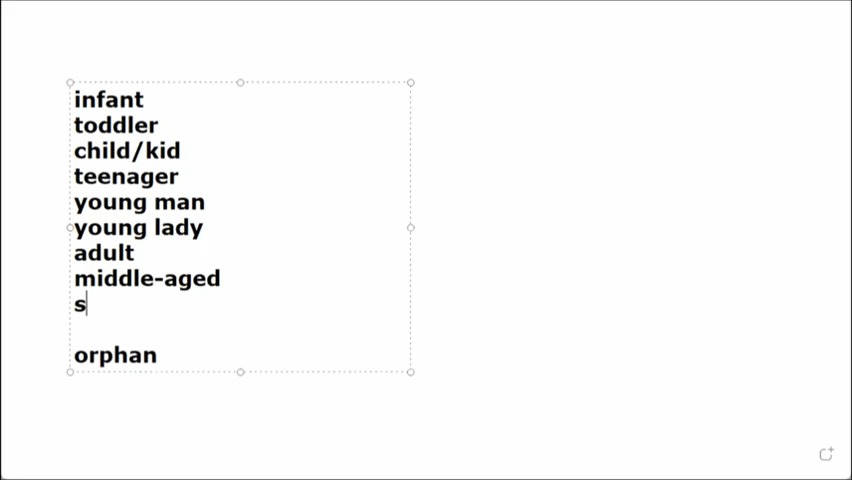 infant
toddler
child/kid
teenager
young man
young lady
adult
middle-aged
s
orphan